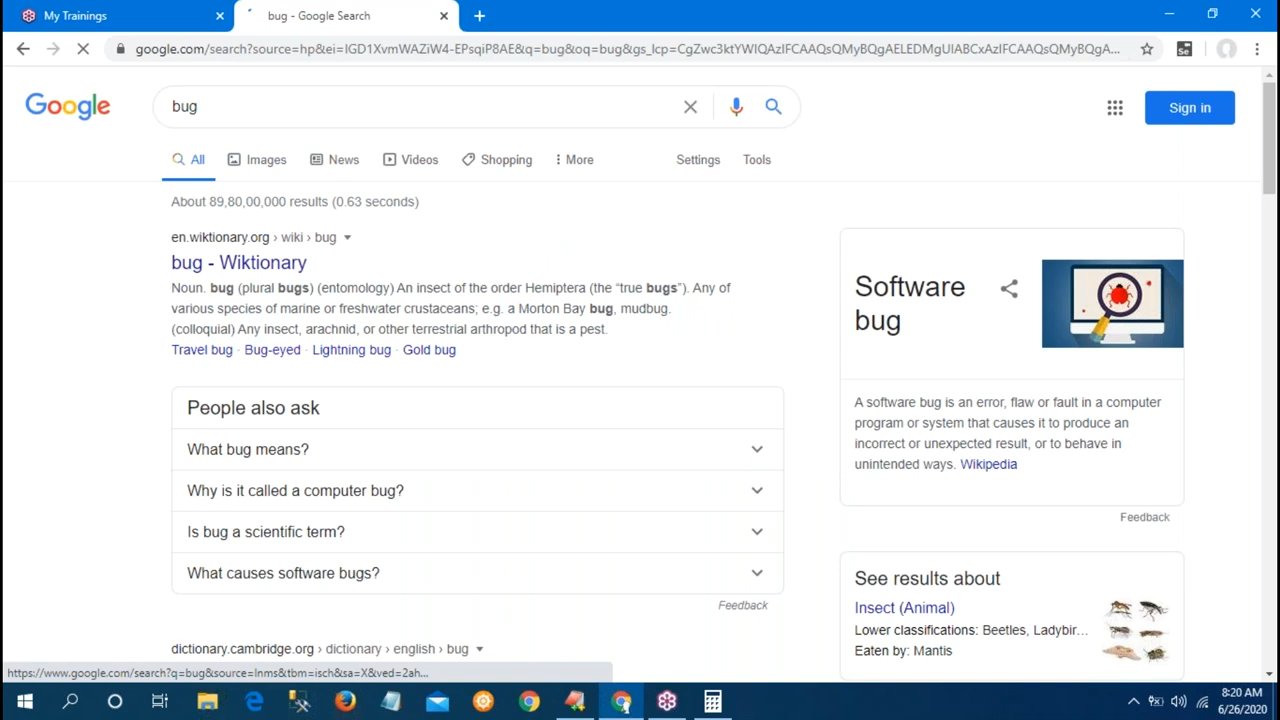 My Trainings
bug - Google Search
google.com/search?source=hp&ei=IGD1XvmWAZiW4-EPsqiP8AE&q=bug&oq=bug&gs_lcp=CgZwc3ktYWIQAzIFCAAQsQMyBQgAELEDMgUIABCxAzIFCAAQsQMyBQgA...
Google
bug
Sign in
All Images News Videos Shopping More Settings Tools
About 89,80,00,000 results (0.63 seconds)
en.wiktionary.org › wiki › bug
bug - Wiktionary
Noun. bug (plural bugs) (entomology) An insect of the order Hemiptera (the “true bugs”). Any of
various species of marine or freshwater crustaceans; e.g. a Morton Bay bug, mudbug.
(colloquial) Any insect, arachnid, or other terrestrial arthropod that is a pest.
Travel bug · Bug-eyed · Lightning bug · Gold bug
People also ask
What bug means?
Why is it called a computer bug?
Is bug a scientific term?
What causes software bugs?
Feedback
dictionary.cambridge.org › dictionary › english › bug
Software
bug
A software bug is an error, flaw or fault in a computer
program or system that causes it to produce an
incorrect or unexpected result, or to behave in
unintended ways. Wikipedia
Feedback
See results about
Insect (Animal)
Lower classifications: Beetles, Ladybir...
Eaten by: Mantis
https://www.google.com/search?q=bug&source=lnms&tbm=isch&sa=X&ved=2ah...
8:20 AM
6/26/2020